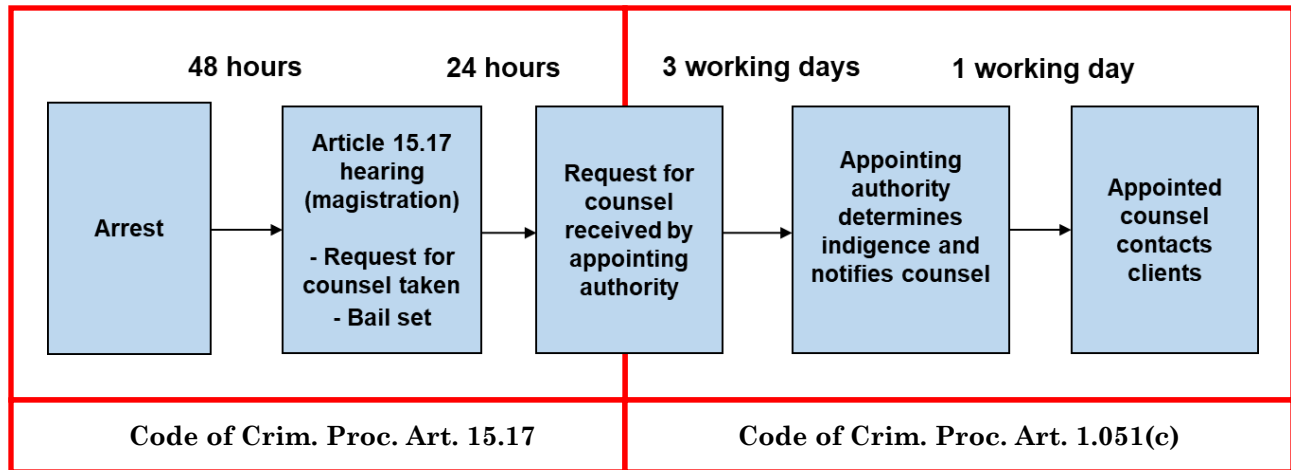 48 hours
24 hours
3 working days
1 working day
Arrest
Article 15.17
hearing
(magistration)
- Request for
counsel taken
- Bail set
Request for
counsel
received by
appointing
authority
Appointing
authority
determines
indigence and
notifies counsel
Appointed
counsel
contacts
clients
Code of Crim. Proc. Art. 15.17
Code of Crim. Proc. Art. 1.051(c)